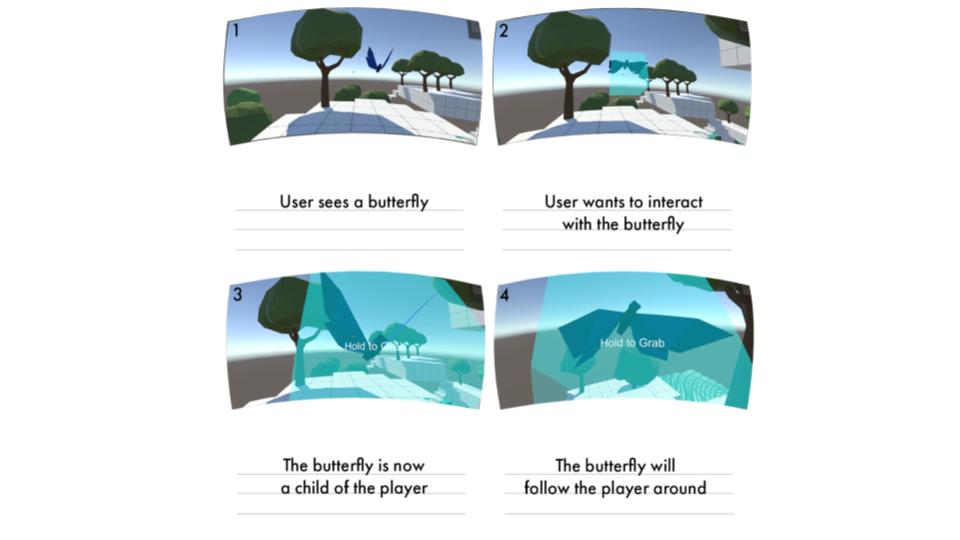 1
2
User sees a butterfly
User wants to interact
with the butterfly
3
Hold to G
4
Hold to Grab
The butterfly is now
a child of the player
The butterfly will
follow the player around